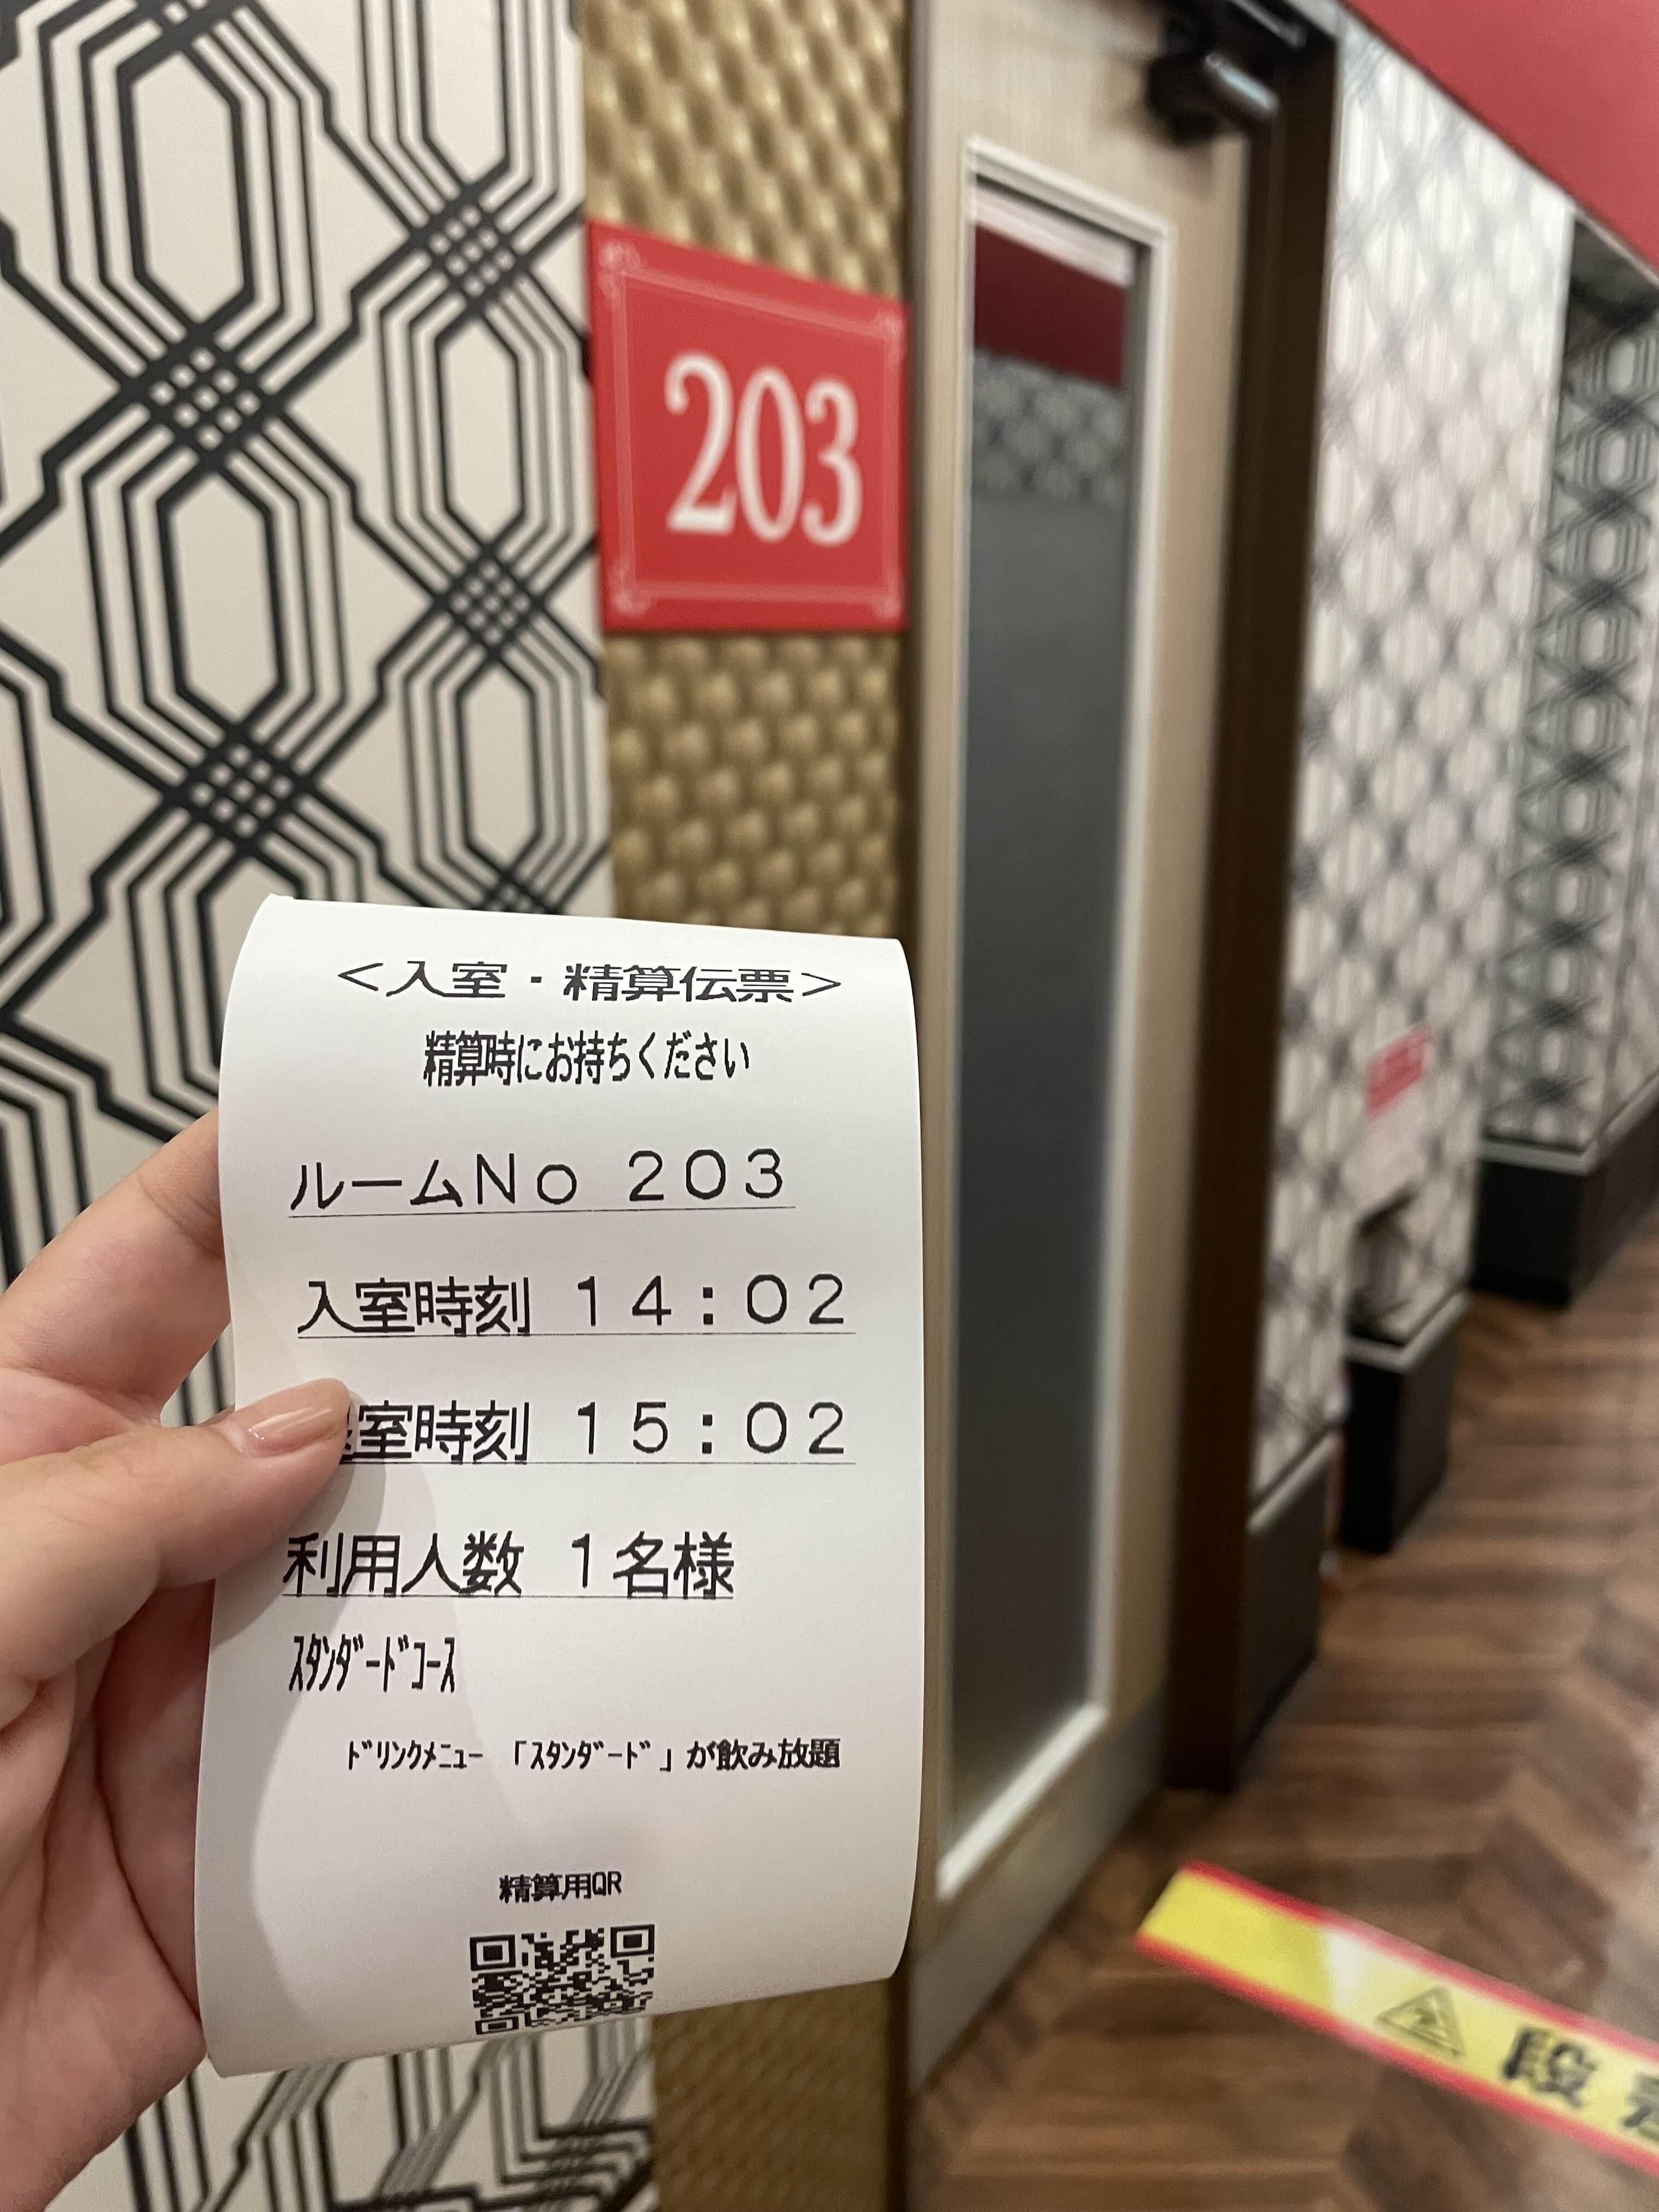 203
<入室・精算伝票>
精算時にお持ちください
ルームNo 203
入室時刻 14:02
室時刻 15:02
利用人数 1名様
ｽﾀﾝﾀﾞｰﾄﾞｺｰｽ
ﾄﾞﾘﾝｸﾒﾆｭｰ 「ｽﾀﾝﾀﾞｰﾄﾞ」が飲み放題
精算用QR
段